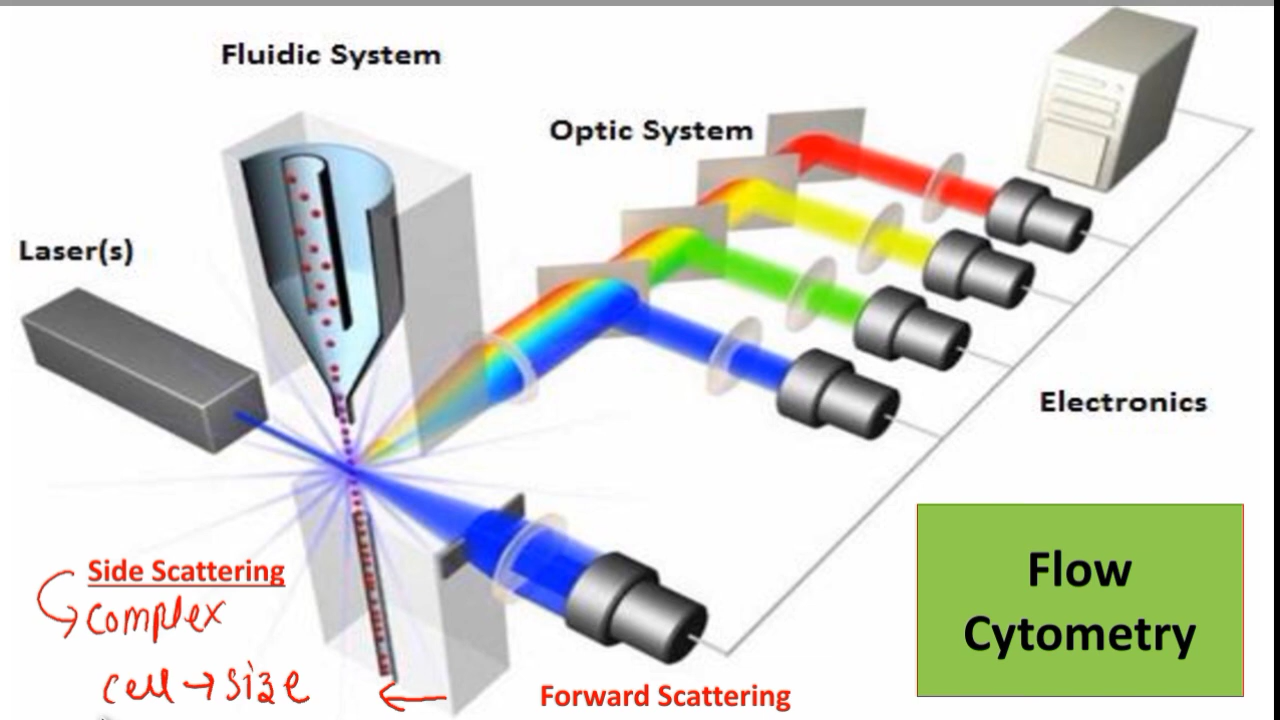 Fluidic System
Optic System
Laser(s)
Electronics
Side Scattering
complex
cell → size
←
Forward Scattering
Flow
Cytometry